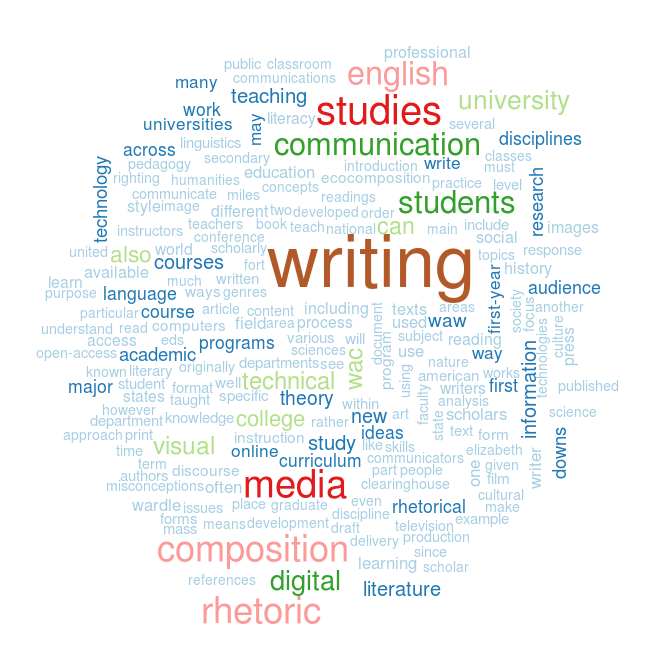 professional
public classroom english
communications
many teaching studies university
work literacy several
universities may communication disciplines
linguistics
across secondary introduction write classes
pedagogy education must
righting humanities concepts ecocomposition practice level
technology communicate miles readings students research
style image different two developed order
teachers book teach national can main include images
instructors conference social
also world scholarly writing topics response
united courses fort history
available much written audience
learn language ways genres first-year another
purpose
particular course article content including texts areas society focus
understand read computers field area process used waw culture
access eds programs various will document subject reading press
open-access academic originally departments sciences see use way nature information technologies
known literary wac program american works
major student format well technical using writers first published
states taught specific theory analysis
however college within faculty new art scholars science
department knowledge rather state
approach print instruction ideas text form downs
visual study like skills
time online elizabeth
term discourse curriculum communicators one given writer
authors media part people film
misconceptions often clearinghouse cultural
wardle issues place graduate even rhetorical make
forms means development discipline example
mass draft television
composition delivery production
since
learning scholar
references digital literature
rhetoric